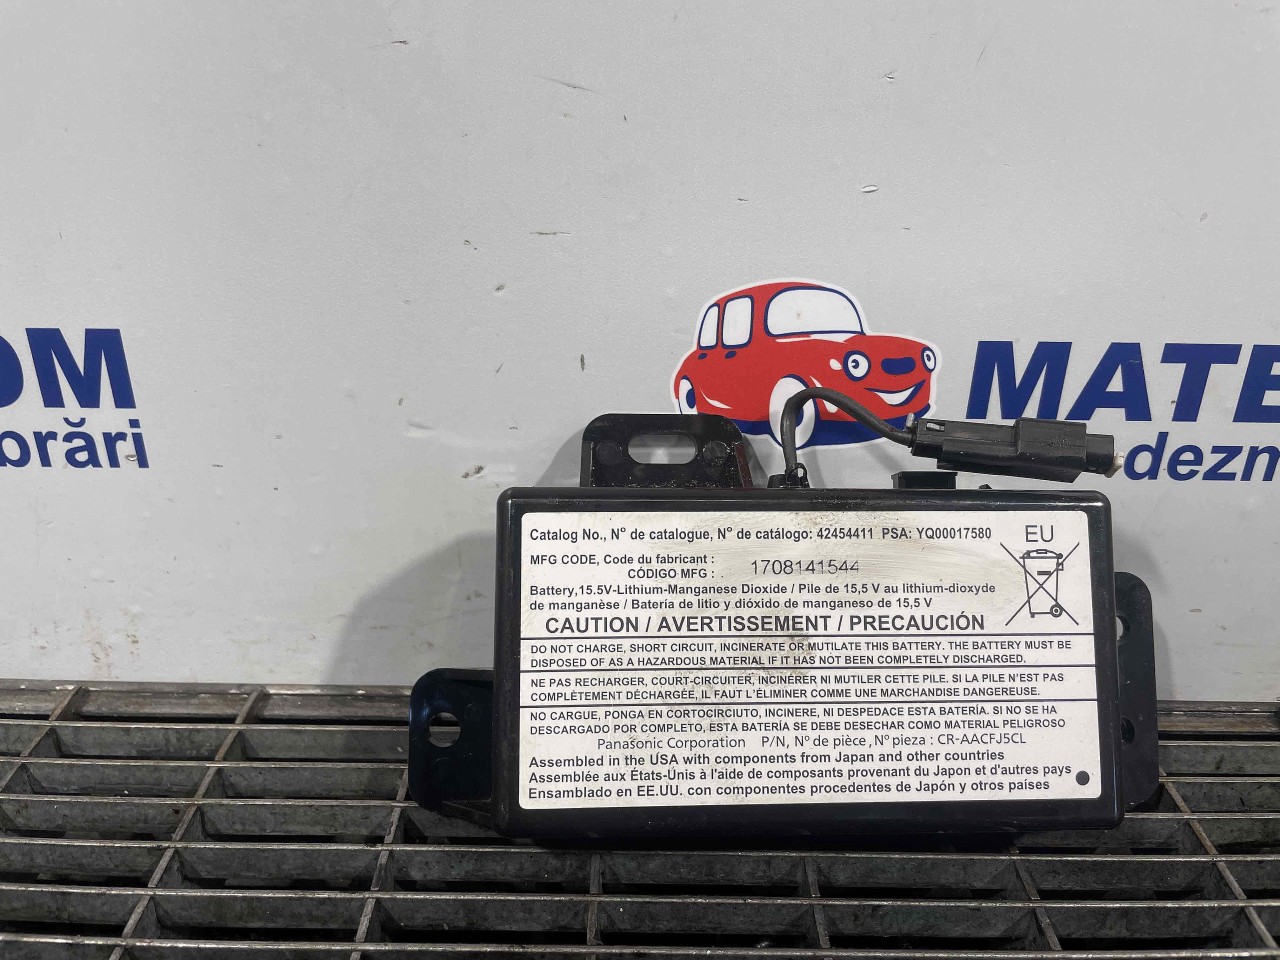 OM
orări
MATE
dezm
Catalog No., N° de catalogue, N° de catálogo: 42454411 PSA: YQ00017580
EU
MFG CODE, Code du fabricant :
CÓDIGO MFG : 1708141544
Battery,15.5V-Lithium-Manganese Dioxide / Pile de 15,5 V au lithium-dioxyde
de manganèse / Batería de litio y dióxido de manganeso de 15,5 V
CAUTION / AVERTISSEMENT / PRECAUCIÓN
DO NOT CHARGE, SHORT CIRCUIT, INCINERATE OR MUTILATE THIS BATTERY. THE BATTERY MUST BE
DISPOSED OF AS A HAZARDOUS MATERIAL IF IT HAS NOT BEEN COMPLETELY DISCHARGED.
NE PAS RECHARGER, COURT-CIRCUITER, INCINÉRER NI MUTILER CETTE PILE. SI LA PILE N'EST PAS
COMPLÈTEMENT DÉCHARGÉE, IL FAUT L'ÉLIMINER COMME UNE MARCHANDISE DANGEREUSE.
NO CARGUE, PONGA EN CORTOCIRCIUTO, INCINERE, NI DESPEDACE ESTA BATERÍA. SI NO SE HA
DESCARGADO POR COMPLETO, ESTA BATERÍA SE DEBE DESECHAR COMO MATERIAL PELIGROSO
Panasonic Corporation P/N, N° de pièce, N° pieza : CR-AACFJ5CL
Assembled in the USA with components from Japan and other countries
Assemblée aux États-Unis à l'aide de composants provenant du Japon et d'autres pays
Ensamblado en EE.UU. con componentes procedentes de Japón y otros países